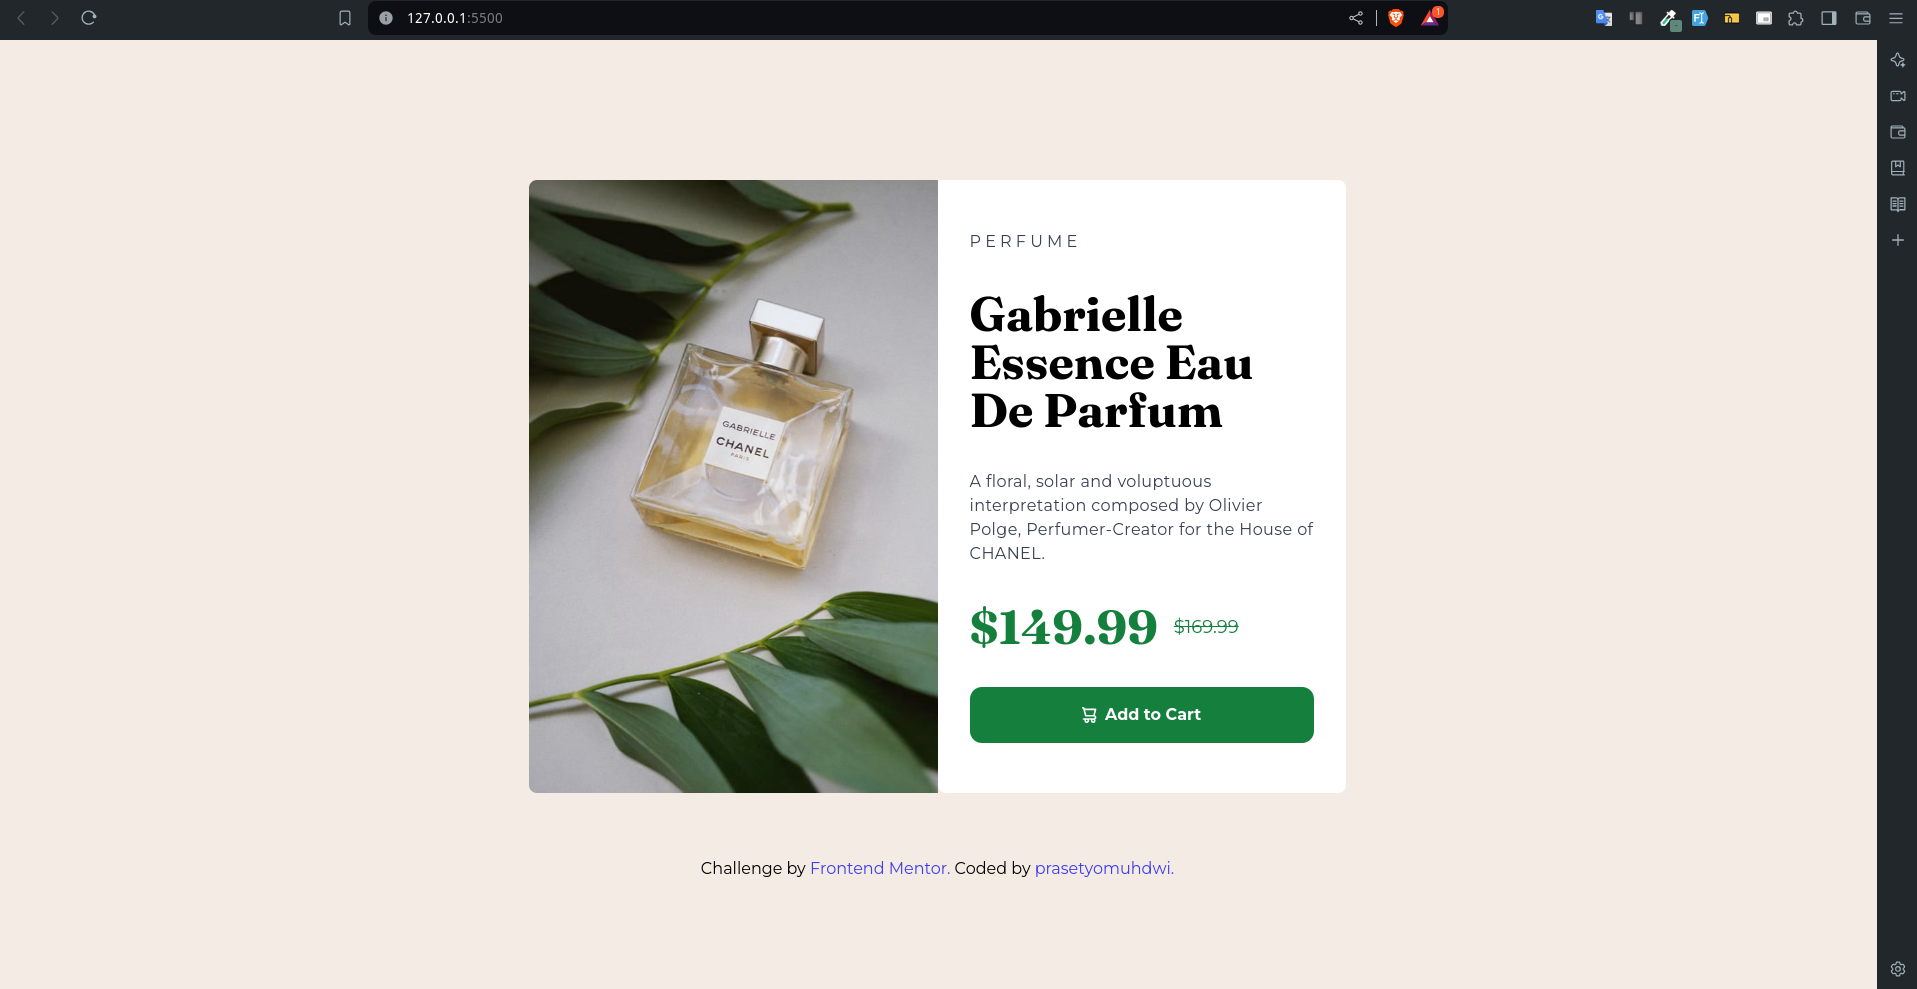 127.0.0.1:5500
1
PERFUME
Gabrielle
Essence Eau
De Parfum
GABRIELLE
CHANEL
PARIS
A floral, solar and voluptuous
interpretation composed by Olivier
Polge, Perfumer-Creator for the House of
CHANEL.
$149.99 $169.99
Add to Cart
Challenge by Frontend Mentor. Coded by prasetyomuhdwi.